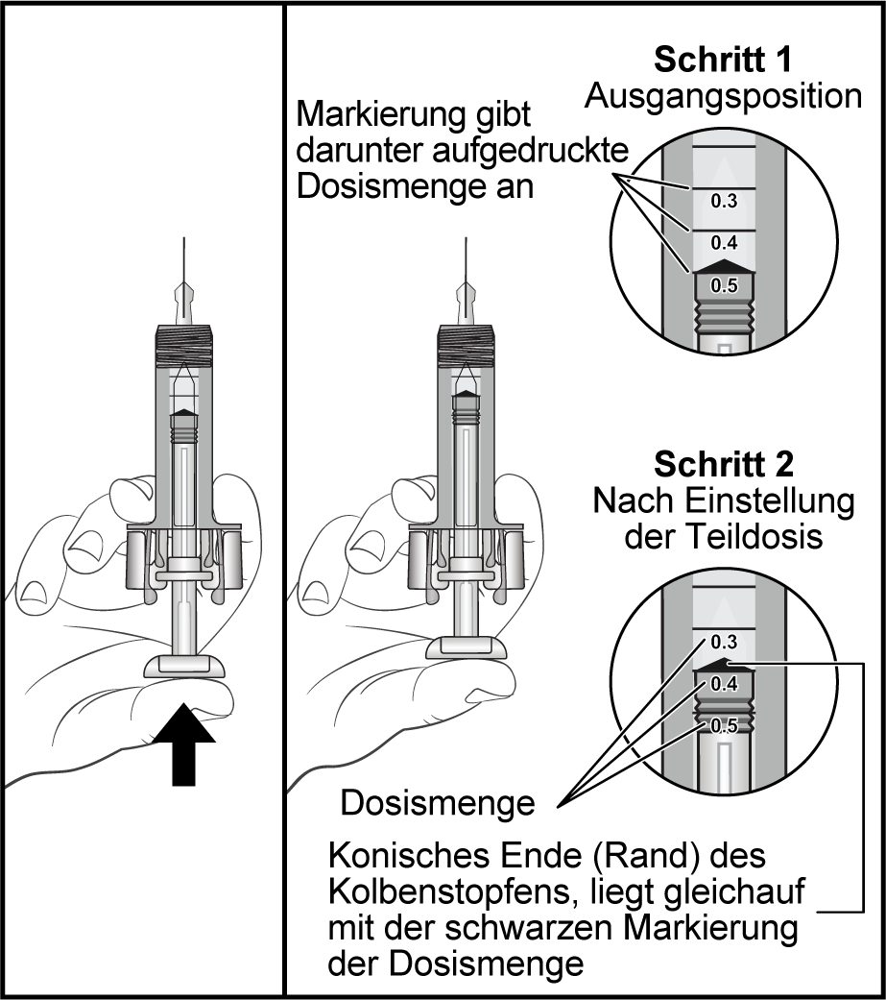 Schritt 1
Ausgangsposition
Markierung gibt
darunter aufgedruckte
Dosismenge an
0.3
0.4
0.5
Schritt 2
Nach Einstellung
der Teildosis
0.3
0.4
0.5
Dosismenge
Konisches Ende (Rand) des
Kolbenstopfens, liegt gleichauf
mit der schwarzen Markierung
der Dosismenge